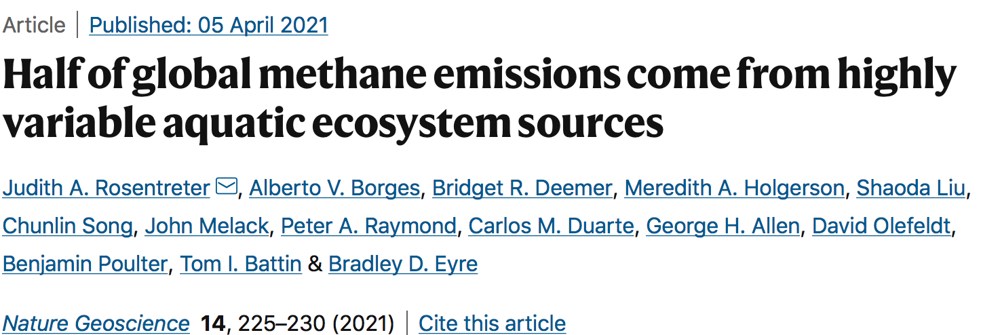 Article | Published: 05 April 2021
Half of global methane emissions come from highly
variable aquatic ecosystem sources
Judith A. Rosentreter, Alberto V. Borges, Bridget R. Deemer, Meredith A. Holgerson, Shaoda Liu,
Chunlin Song, John Melack, Peter A. Raymond, Carlos M. Duarte, George H. Allen, David Olefeldt,
Benjamin Poulter, Tom I. Battin & Bradley D. Eyre
Nature Geoscience 14, 225–230 (2021) | Cite this article